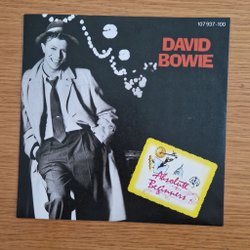 107 937-100
DAVID
BOWIE
Absolute
Beginners